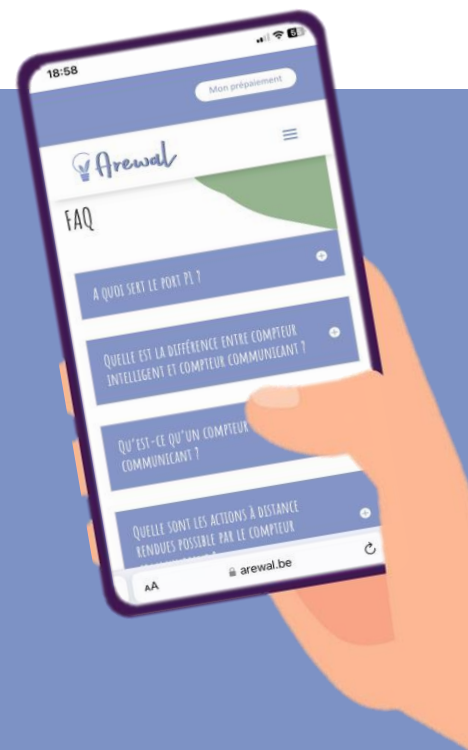 18:58
Mon prépaiement
Arewal
FAQ
A QUOI SERT LE PORT P1 ?
QUELLE EST LA DIFFÉRENCE ENTRE COMPTEUR
INTELLIGENT ET COMPTEUR COMMUNICANT ?
QU'EST-CE QU'UN COMPTEUR
COMMUNICANT ?
QUELLE SONT LES ACTIONS À DISTANCE
RENDUES POSSIBLE PAR LE COMPTEUR
AA
arewal.be